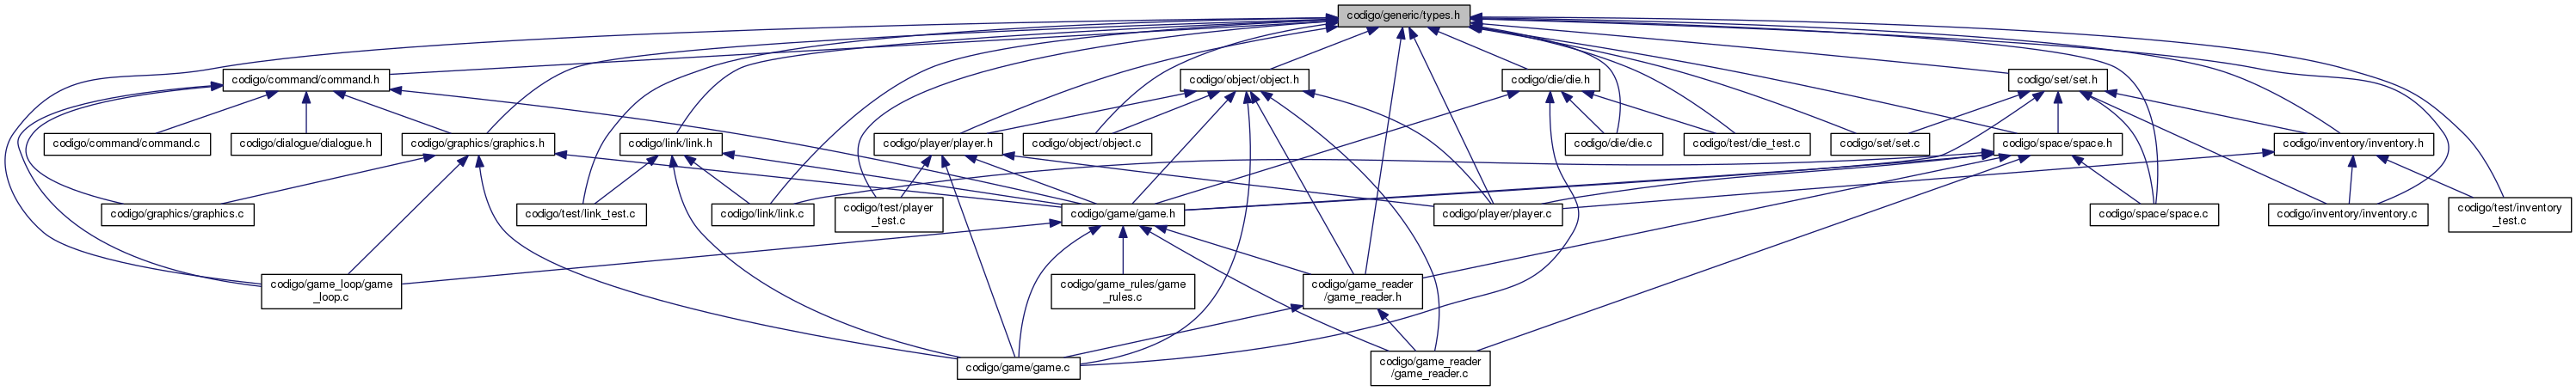 codigo/generic/types.h
codigo/command/command.h
codigo/object/object.h
codigo/die/die.h
codigo/set/set.h
codigo/command/command.c
codigo/dialogue/dialogue.h
codigo/graphics/graphics.h
codigo/link/link.h
codigo/player/player.h
codigo/object/object.c
codigo/die/die.c
codigo/test/die_test.c
codigo/set/set.c
codigo/space/space.h
codigo/inventory/inventory.h
codigo/graphics/graphics.c
codigo/test/link_test.c
codigo/link/link.c
codigo/test/player
_test.c
codigo/game/game.h
codigo/player/player.c
codigo/space/space.c
codigo/inventory/inventory.c
codigo/test/inventory
_test.c
codigo/game_loop/game
_loop.c
codigo/game_rules/game
_rules.c
codigo/game_reader
/game_reader.h
codigo/game/game.c
codigo/game_reader
/game_reader.c